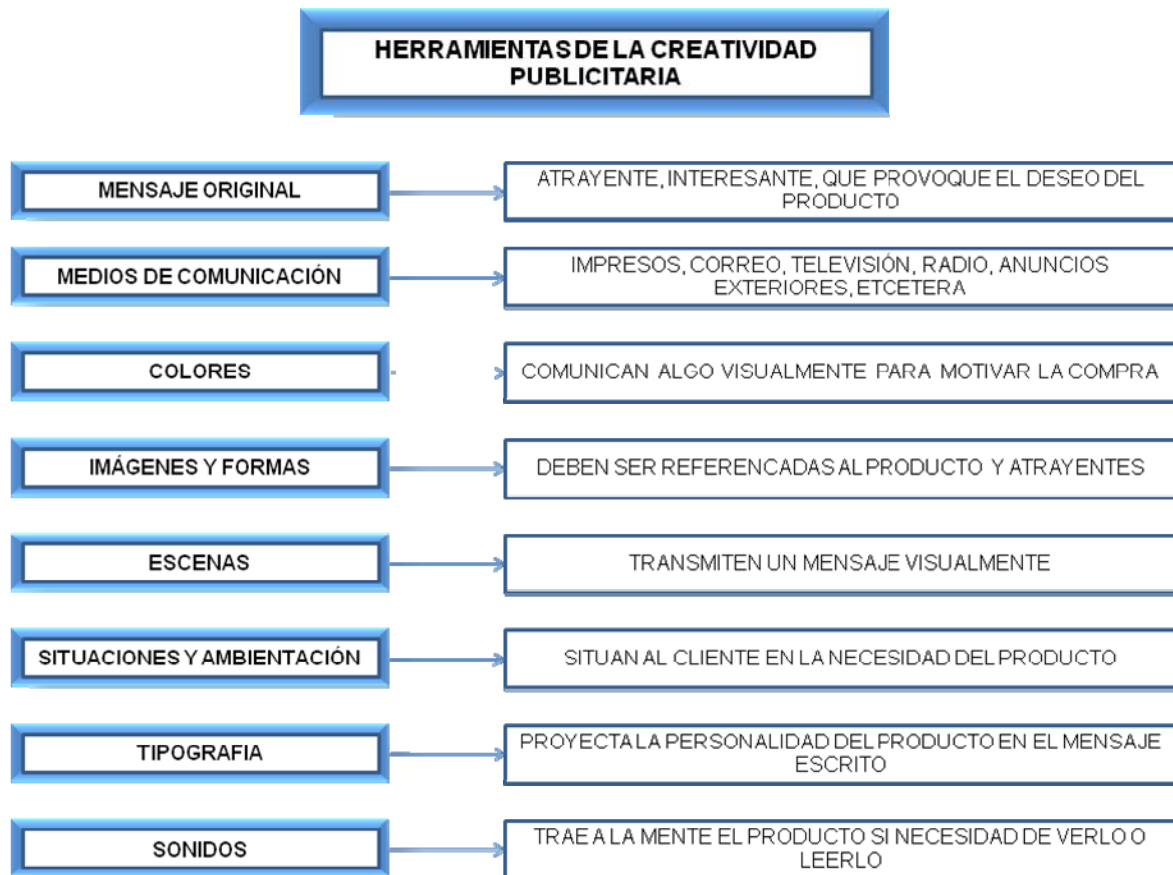 HERRAMIENTAS DE LA CREATIVIDAD
PUBLICITARIA
MENSAJE ORIGINAL
ATRAYENTE, INTERESANTE, QUE PROVOQUE EL DESEO DEL
PRODUCTO
MEDIOS DE COMUNICACIÓN
IMPRESOS, CORREO, TELEVISIÓN, RADIO, ANUNCIOS
EXTERIORES, ETCETERA
COLORES
COMUNICAN ALGO VISUALMENTE PARA MOTIVAR LA COMPRA
IMÁGENES Y FORMAS
DEBEN SER REFERENCADAS AL PRODUCTO Y ATRAYENTES
ESCENAS
TRANSMITEN UN MENSAJE VISUALMENTE
SITUACIONES Y AMBIENTACIÓN
SITUAN AL CLIENTE EN LA NECESIDAD DEL PRODUCTO
TIPOGRAFIA
PROYECTA LA PERSONALIDAD DEL PRODUCTO EN EL MENSAJE
ESCRITO
SONIDOS
TRAE A LA MENTE EL PRODUCTO SI NECESIDAD DE VERLO O
LEERLO